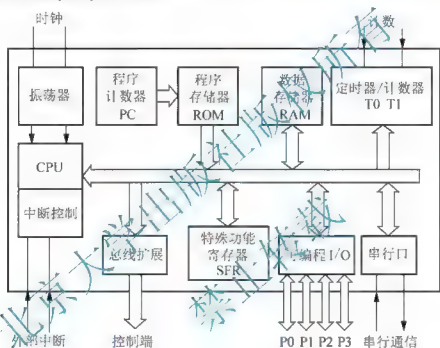 时钟
计数
振荡器
程序
计数器
PC
程序
存储器
ROM
数据
存储器
RAM
定时器/计数器
T0 T1
CPU
中断控制
总线扩展
特殊功能
寄存器
SFR
可编程I/O
串行口
外部中断
控制端
P0 P1 P2 P3
串行通信
北京大学出版社版权所有
禁止转载